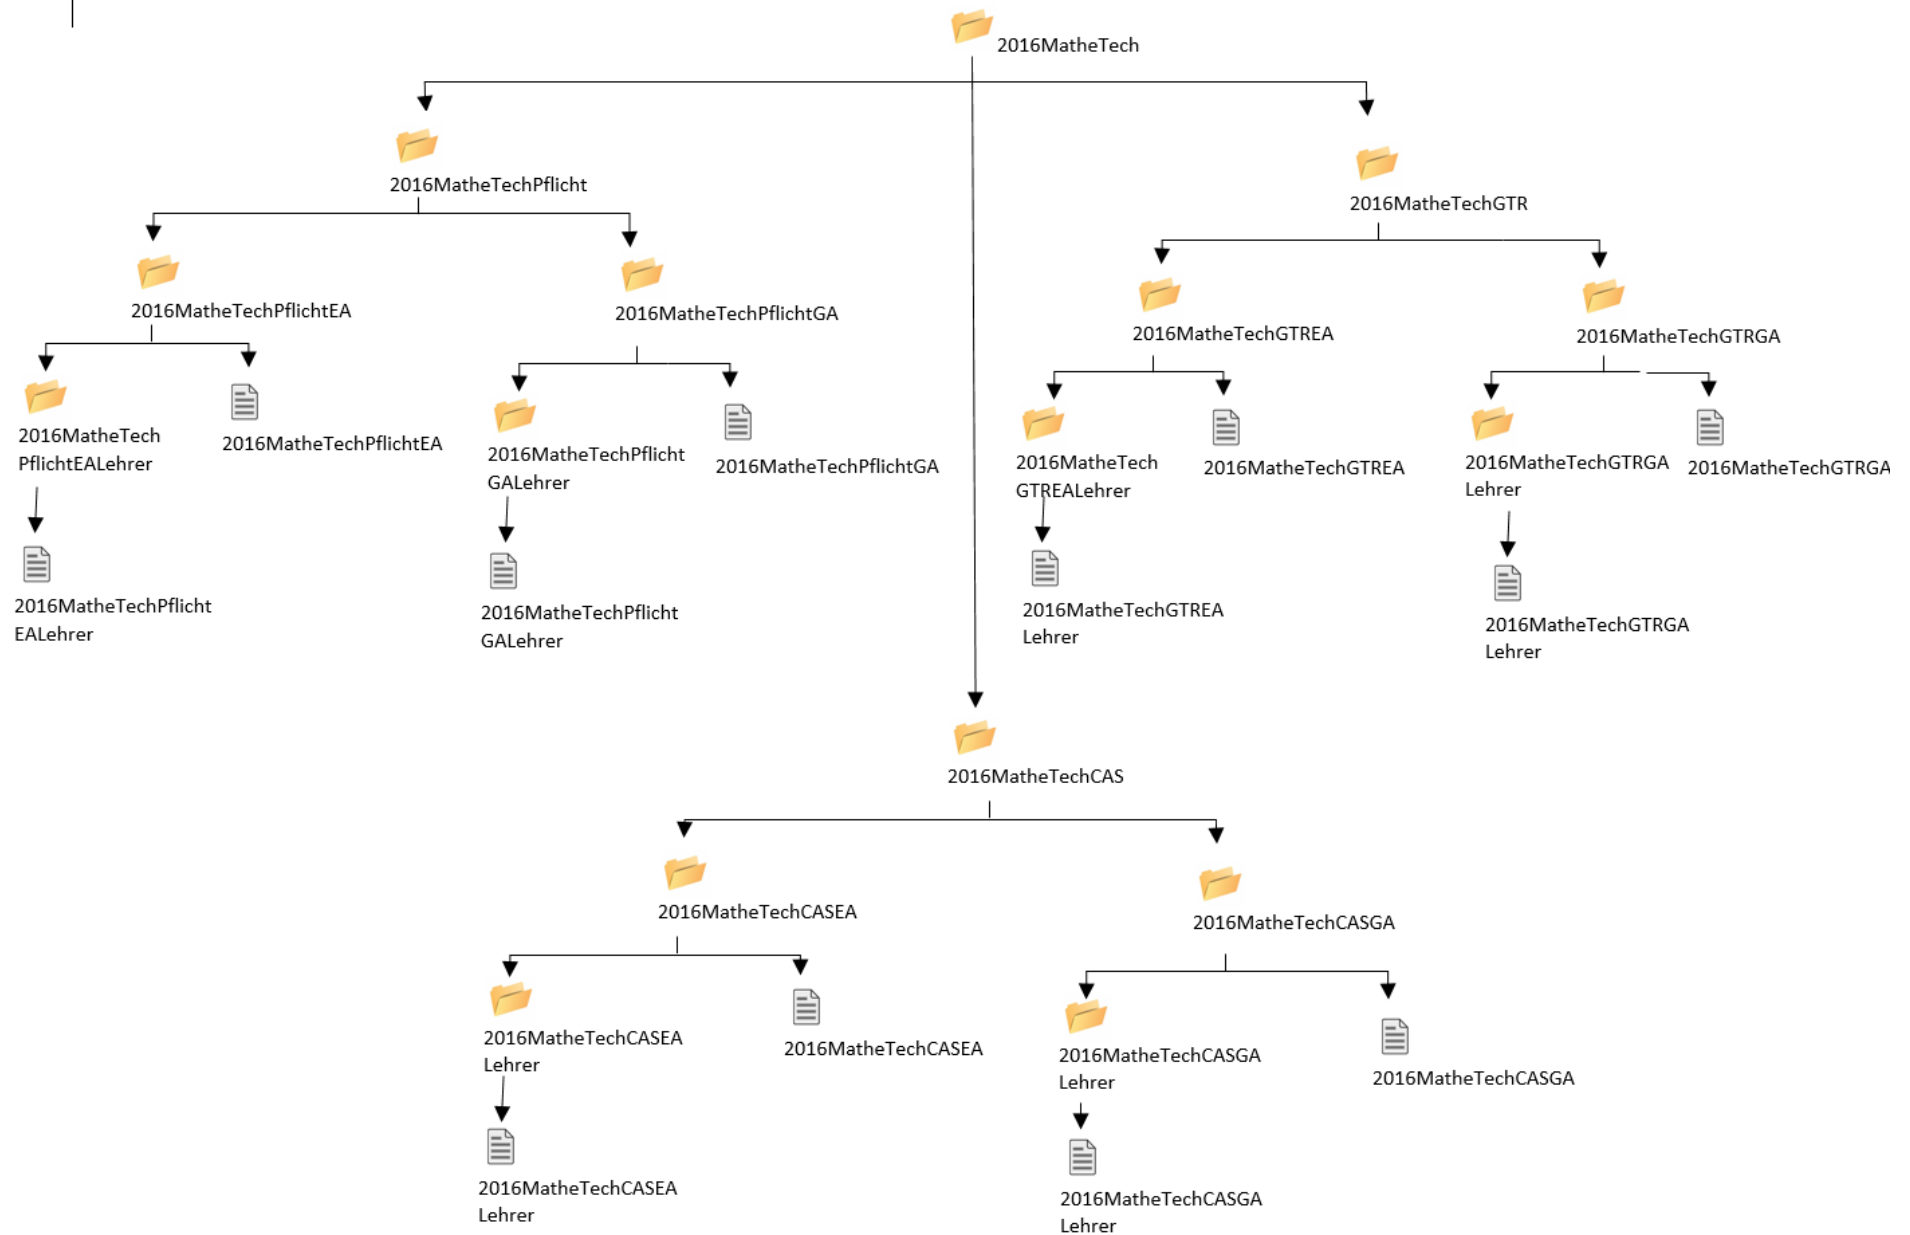 2016MatheTech
2016MatheTechPflicht
2016MatheTechGTR
2016MatheTechPflichtEA
2016MatheTechPflichtGA
2016MatheTechGTREA
2016MatheTechGTRGA
2016MatheTech
PflichtEALehrer
2016MatheTechPflichtEA
2016MatheTechPflicht
GALehrer
2016MatheTechPflichtGA
2016MatheTech
GTREALehrer
2016MatheTechGTREA
2016MatheTechGTRGA
Lehrer
2016MatheTechGTRGA
2016MatheTechPflicht
EALehrer
2016MatheTechPflicht
GALehrer
2016MatheTechGTREA
Lehrer
2016MatheTechGTRGA
Lehrer
2016MatheTechCAS
2016MatheTechCASEA
2016MatheTechCASGA
2016MatheTechCASEA
Lehrer
2016MatheTechCASEA
2016MatheTechCASGA
Lehrer
2016MatheTechCASGA
2016MatheTechCASEA
Lehrer
2016MatheTechCASGA
Lehrer